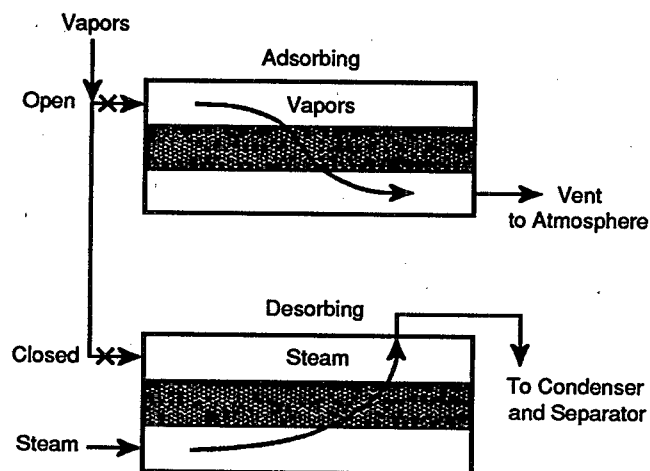 Vapors
Adsorbing
Open
Vapors
Vent
to Atmosphere
Desorbing
Closed
Steam
To Condenser
and Separator
Steam